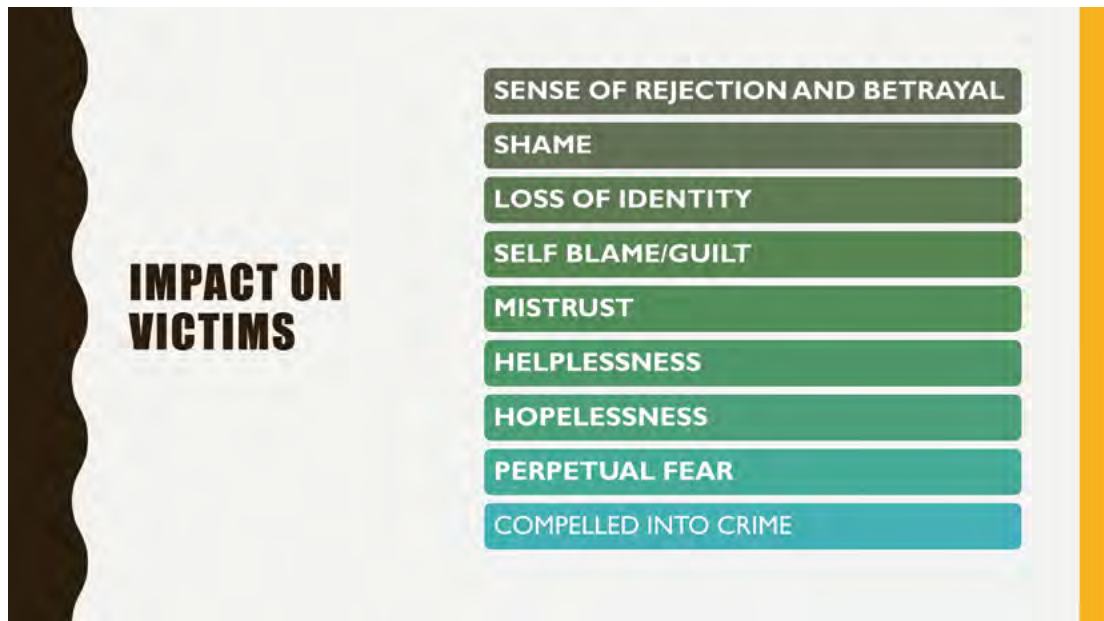 IMPACT ON
VICTIMS
SENSE OF REJECTION AND BETRAYAL
SHAME
LOSS OF IDENTITY
SELF BLAME/GUILT
MISTRUST
HELPLESSNESS
HOPELESSNESS
PERPETUAL FEAR
COMPELLED INTO CRIME